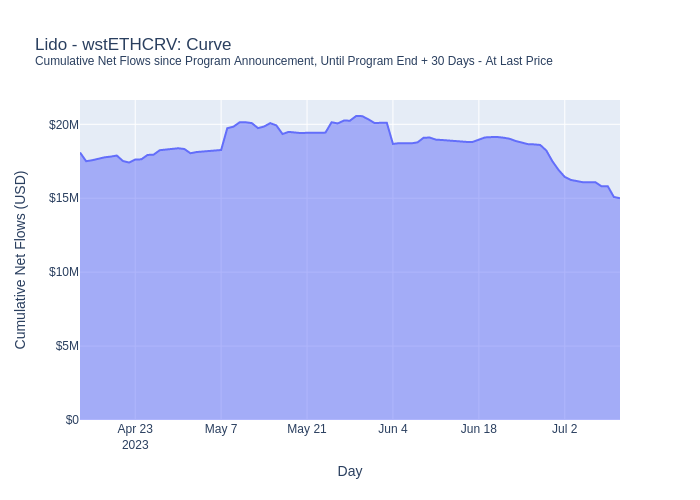 Lido - wstETHCRV: Curve
Cumulative Net Flows since Program Announcement, Until Program End + 30 Days - At Last Price
Cumulative Net Flows (USD)
$20M
$15M
$10M
$5M
$0
Apr 23
2023
May 7
May 21
Jun 4
Jun 18
Jul 2
Day